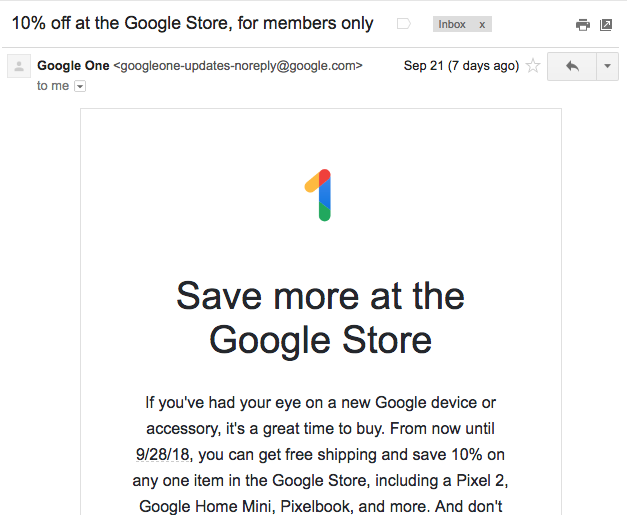 10% off at the Google Store, for members only
Inbox x
Google One <googleone-updates-noreply@google.com>
Sep 21 (7 days ago)
to me
1
Save more at the
Google Store
If you've had your eye on a new Google device or
accessory, it's a great time to buy. From now until
9/28/18, you can get free shipping and save 10% on
any one item in the Google Store, including a Pixel 2,
Google Home Mini, Pixelbook, and more. And don't